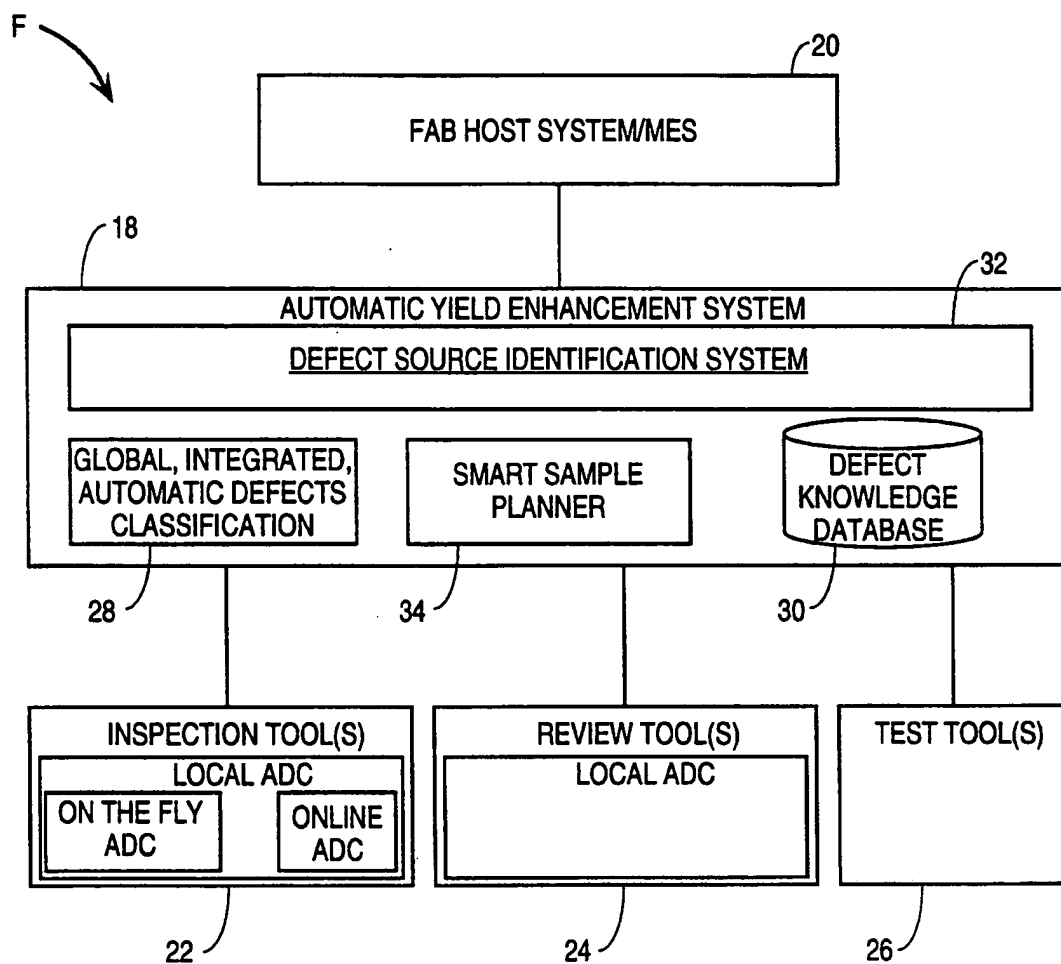 F
20
FAB HOST SYSTEM/MES
18
32
AUTOMATIC YIELD ENHANCEMENT SYSTEM
DEFECT SOURCE IDENTIFICATION SYSTEM
GLOBAL, INTEGRATED,
AUTOMATIC DEFECTS
CLASSIFICATION
SMART SAMPLE
PLANNER
DEFECT
KNOWLEDGE
DATABASE
28
34
30
INSPECTION TOOL(S)
LOCAL ADC
ON THE FLY
ADC
ONLINE
ADC
REVIEW TOOL(S)
LOCAL ADC
TEST TOOL(S)
22
24
26